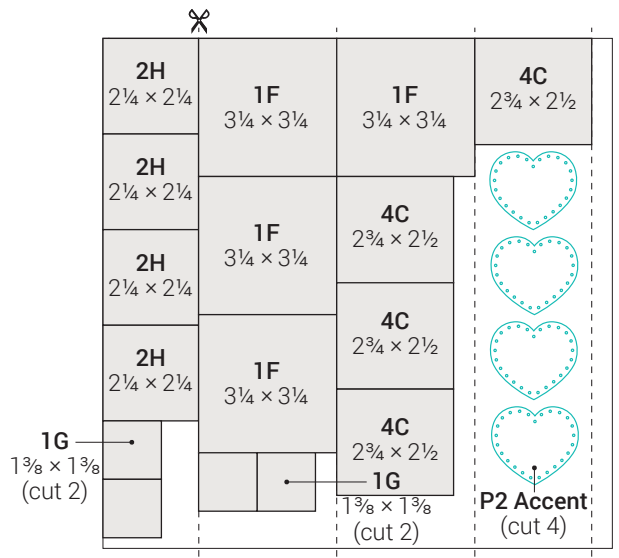 2H
2¼ × 2¼
2H
2¼ × 2¼
2H
2¼ × 2¼
2H
2¼ × 2¼
1G
1⅜ × 1⅜
(cut 2)
1F
3¼ × 3¼
1F
3¼ × 3¼
1F
3¼ × 3¼
1G
1⅜ × 1⅜
(cut 2)
1F
3¼ × 3¼
4C
2¾ × 2½
4C
2¾ × 2½
4C
2¾ × 2½
4C
2¾ × 2½
P2 Accent
(cut 4)